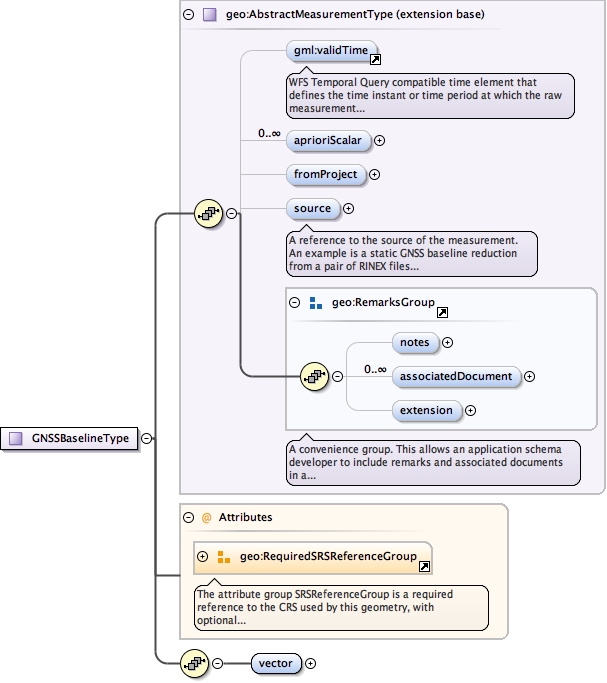 geo:AbstractMeasurementType (extension base)
gml:validTime
WFS Temporal Query compatible time element that
defines the time instant or time period at which the raw
measurement...
0..∞
aprioriScalar
fromProject
source
A reference to the source of the measurement.
An example is a static GNSS baseline reduction
from a pair of RINEX files...
geo:RemarksGroup
notes
0..∞
associatedDocument
extension
GNSSBaselineType
A convenience group. This allows an application schema
developer to include remarks and associated documents
in a...
@ Attributes
geo:RequiredSRSReferenceGroup
The attribute group SRSReferenceGroup is a required
reference to the CRS used by this geometry, with
optional...
vector